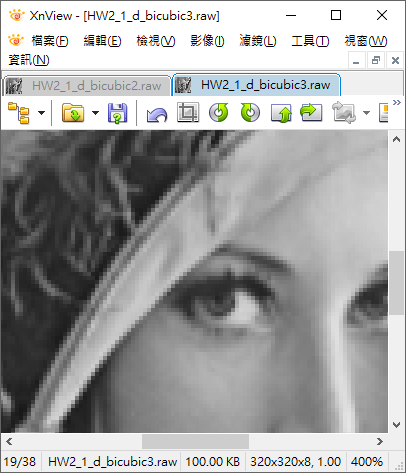 XnView - [HW2_1_d_bicubic3.raw]
檔案(F) 編輯(E) 檢視(V) 影像(I) 濾鏡(L) 工具(T) 視窗(W)
資訊(N)
HW2_1_d_bicubic2.raw HW2_1_d_bicubic3.raw
19/38 HW2_1_d_bicubic3.raw 100.00 KB 320x320x8, 1.00 400%